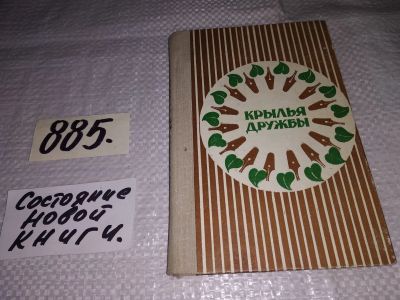 885.
Состояние
новой
книги.
КРЫЛЬЯ
ДРУЖБЫ